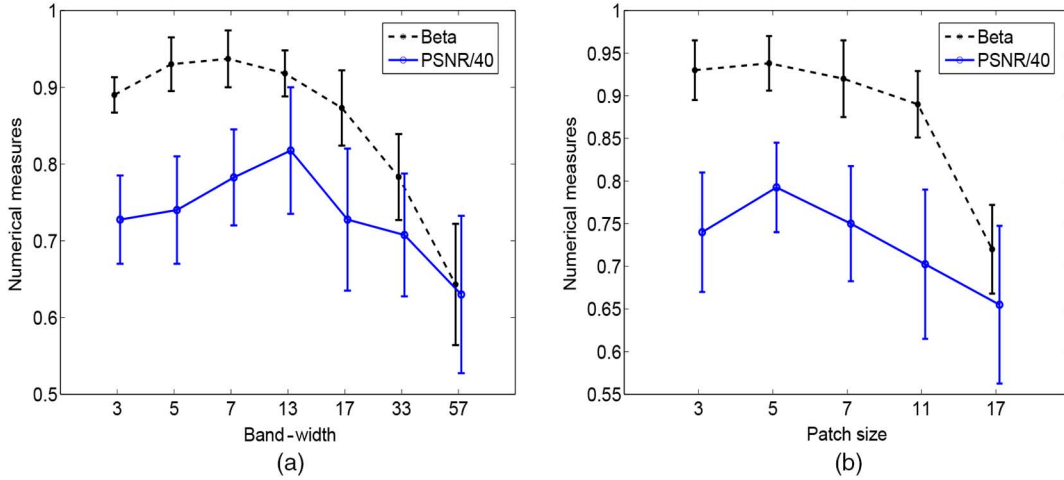 1
0.9
0.8
0.7
0.6
0.5
Numerical measures
3 5 7 13 17 33 57
Band-width
Beta
PSNR/40
(a)
1
0.95
0.9
0.85
0.8
0.75
0.7
0.65
0.6
0.55
Numerical measures
3 5 7 11 17
Patch size
Beta
PSNR/40
(b)